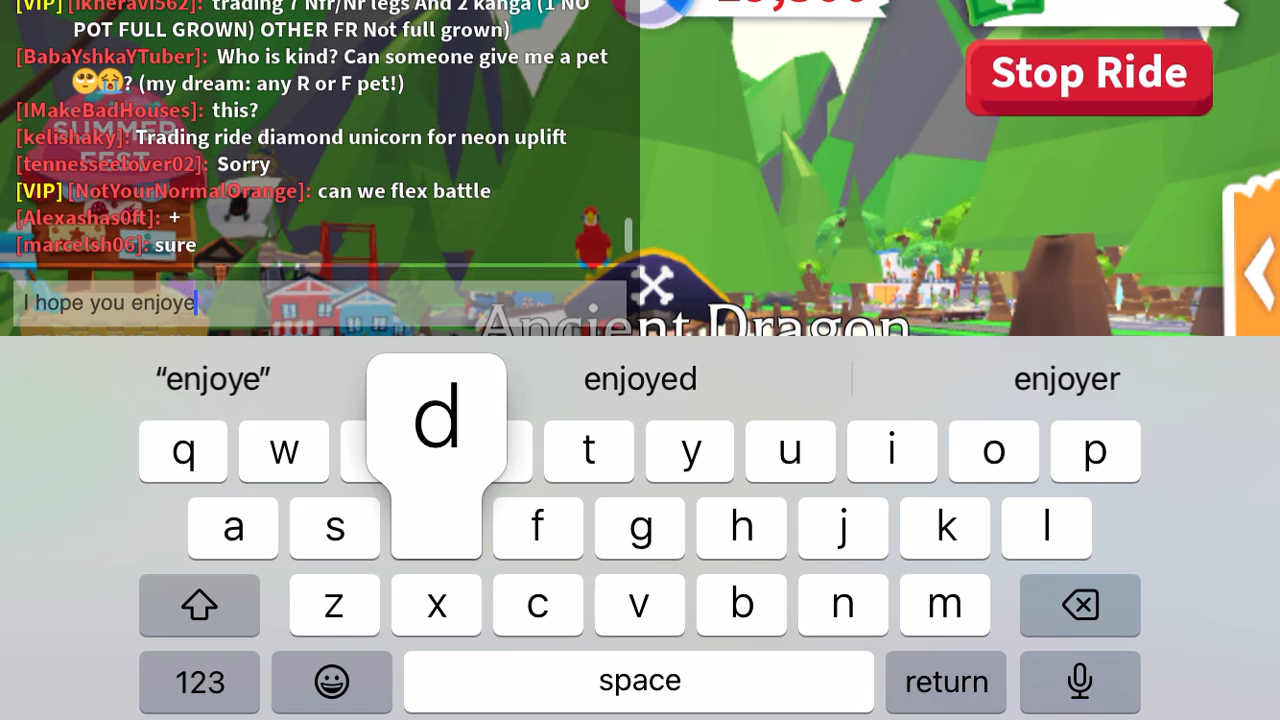 [VIP] [ikheravi562]: trading 7 Nfr/Nr legs And 2 kanga (1 NO
POT FULL GROWN) OTHER FR Not full grown)
[BabaYshkaYTuber]: Who is kind? Can someone give me a pet
🥺😭? (my dream: any R or F pet!)
[IMakeBadHouses]: this?
[kelishaky]: Trading ride diamond unicorn for neon uplift
[tennesseelover02]: Sorry
[VIP] [NotYourNormalOrange]: can we flex battle
[Alexashas0ft]: +
[marcelsh06]: sure
SUMMER
FEST
Stop Ride
I hope you enjoye
Ancient Dragon
“enjoye” enjoyed enjoyer
d
q w t y u i o p
a s f g h j k l
z x c v b n m
123 space return